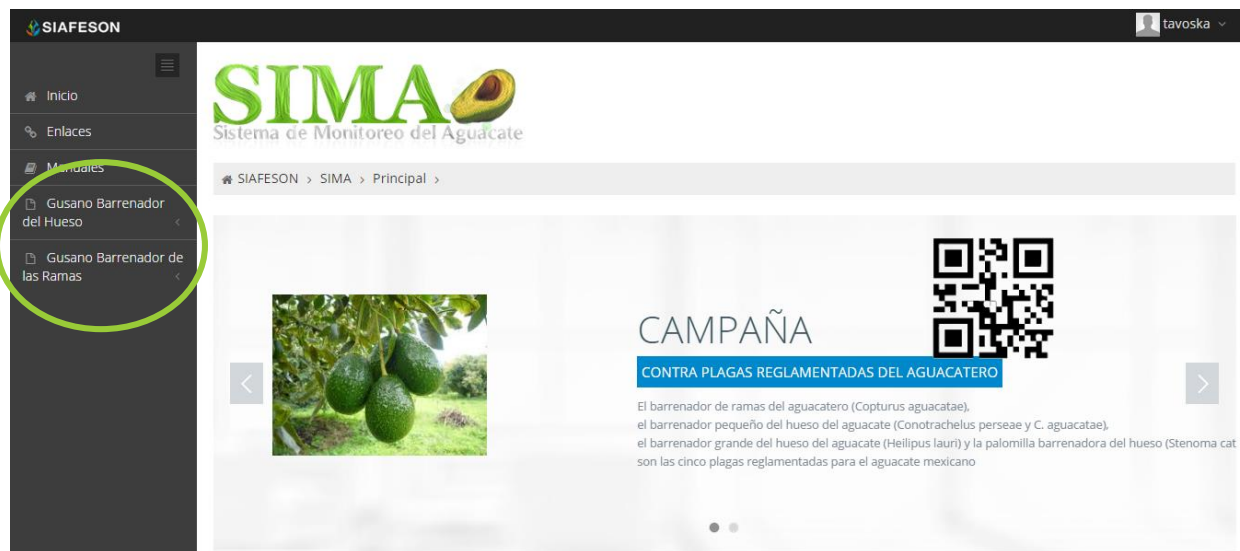 SIAFESON
tavoska
Inicio
Enlaces
Manuales
Gusano Barrenador
del Hueso
Gusano Barrenador de
las Ramas
SIMA
Sistema de Monitoreo del Aguacate
SIAFESON > SIMA > Principal >
CAMPAÑA
CONTRA PLAGAS REGLAMENTADAS DEL AGUACATERO
El barrenador de ramas del aguacatero (Copturus aguacatae),
el barrenador pequeño del hueso del aguacate (Conotrachelus perseae y C. aguacatae),
el barrenador grande del hueso del aguacate (Heilipus lauri) y la palomilla barrenadora del hueso (Stenoma cat
son las cinco plagas reglamentadas para el aguacate mexicano